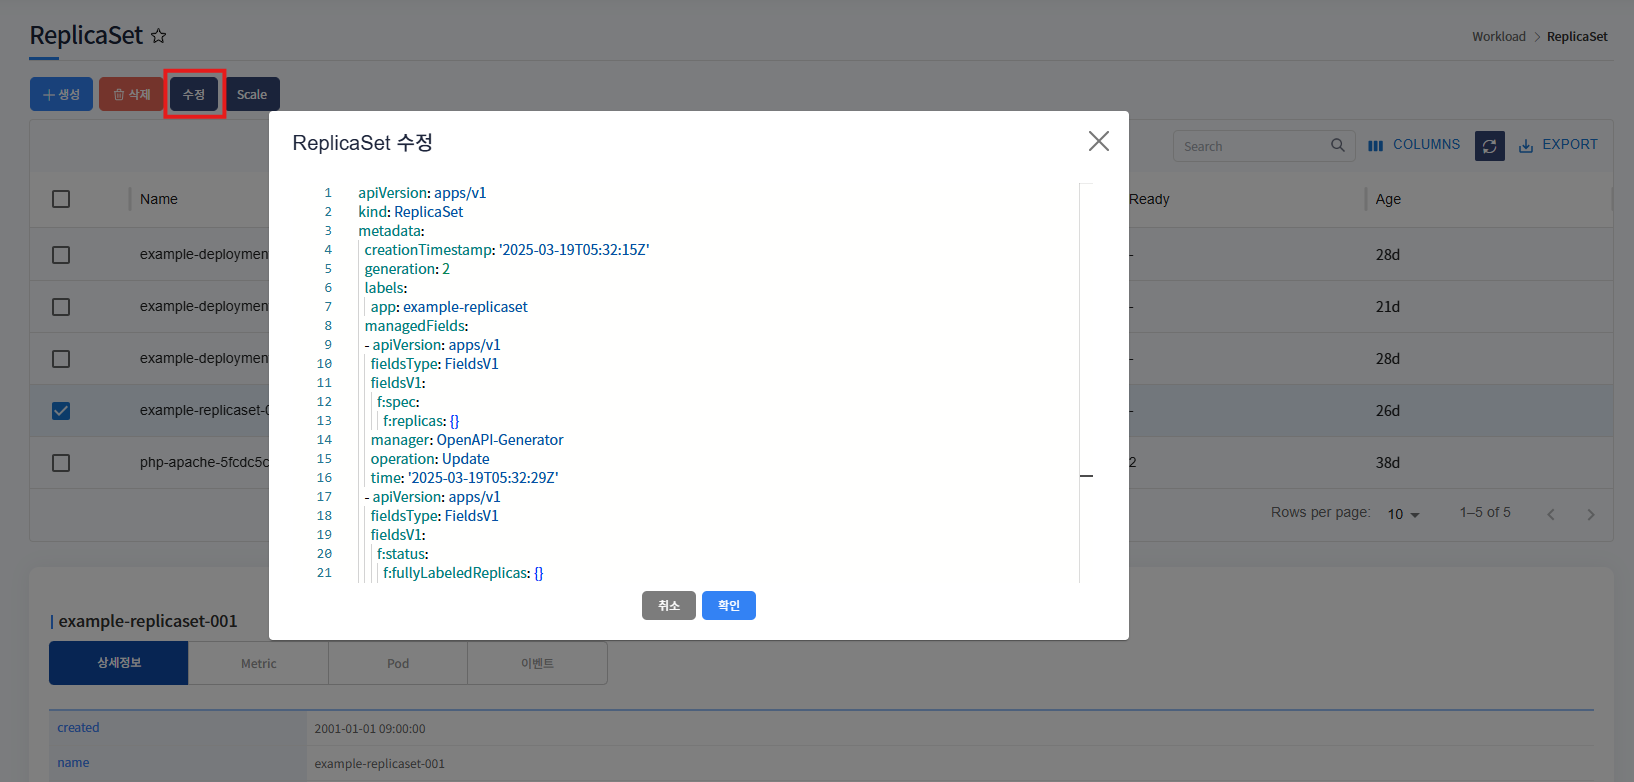 ReplicaSet
Workload > ReplicaSet
생성 삭제 수정 Scale
ReplicaSet 수정
Search COLUMNS EXPORT
Name Ready Age
example-deploymen - 28d
example-deploymen - 21d
example-deploymen - 28d
example-replicaset-0 - 26d
php-apache-5fcdc5c 2 38d
Rows per page: 10 1–5 of 5
1 apiVersion: apps/v1
2 kind: ReplicaSet
3 metadata:
4 creationTimestamp: '2025-03-19T05:32:15Z'
5 generation: 2
6 labels:
7 app: example-replicaset
8 managedFields:
9 - apiVersion: apps/v1
10 fieldsType: FieldsV1
11 fieldsV1:
12 f:spec:
13 f:replicas: {}
14 manager: OpenAPI-Generator
15 operation: Update
16 time: '2025-03-19T05:32:29Z'
17 - apiVersion: apps/v1
18 fieldsType: FieldsV1
19 fieldsV1:
20 f:status:
21 f:fullyLabeledReplicas: {}
취소 확인
example-replicaset-001
상세정보 Metric Pod 이벤트
created 2001-01-01 09:00:00
name example-replicaset-001